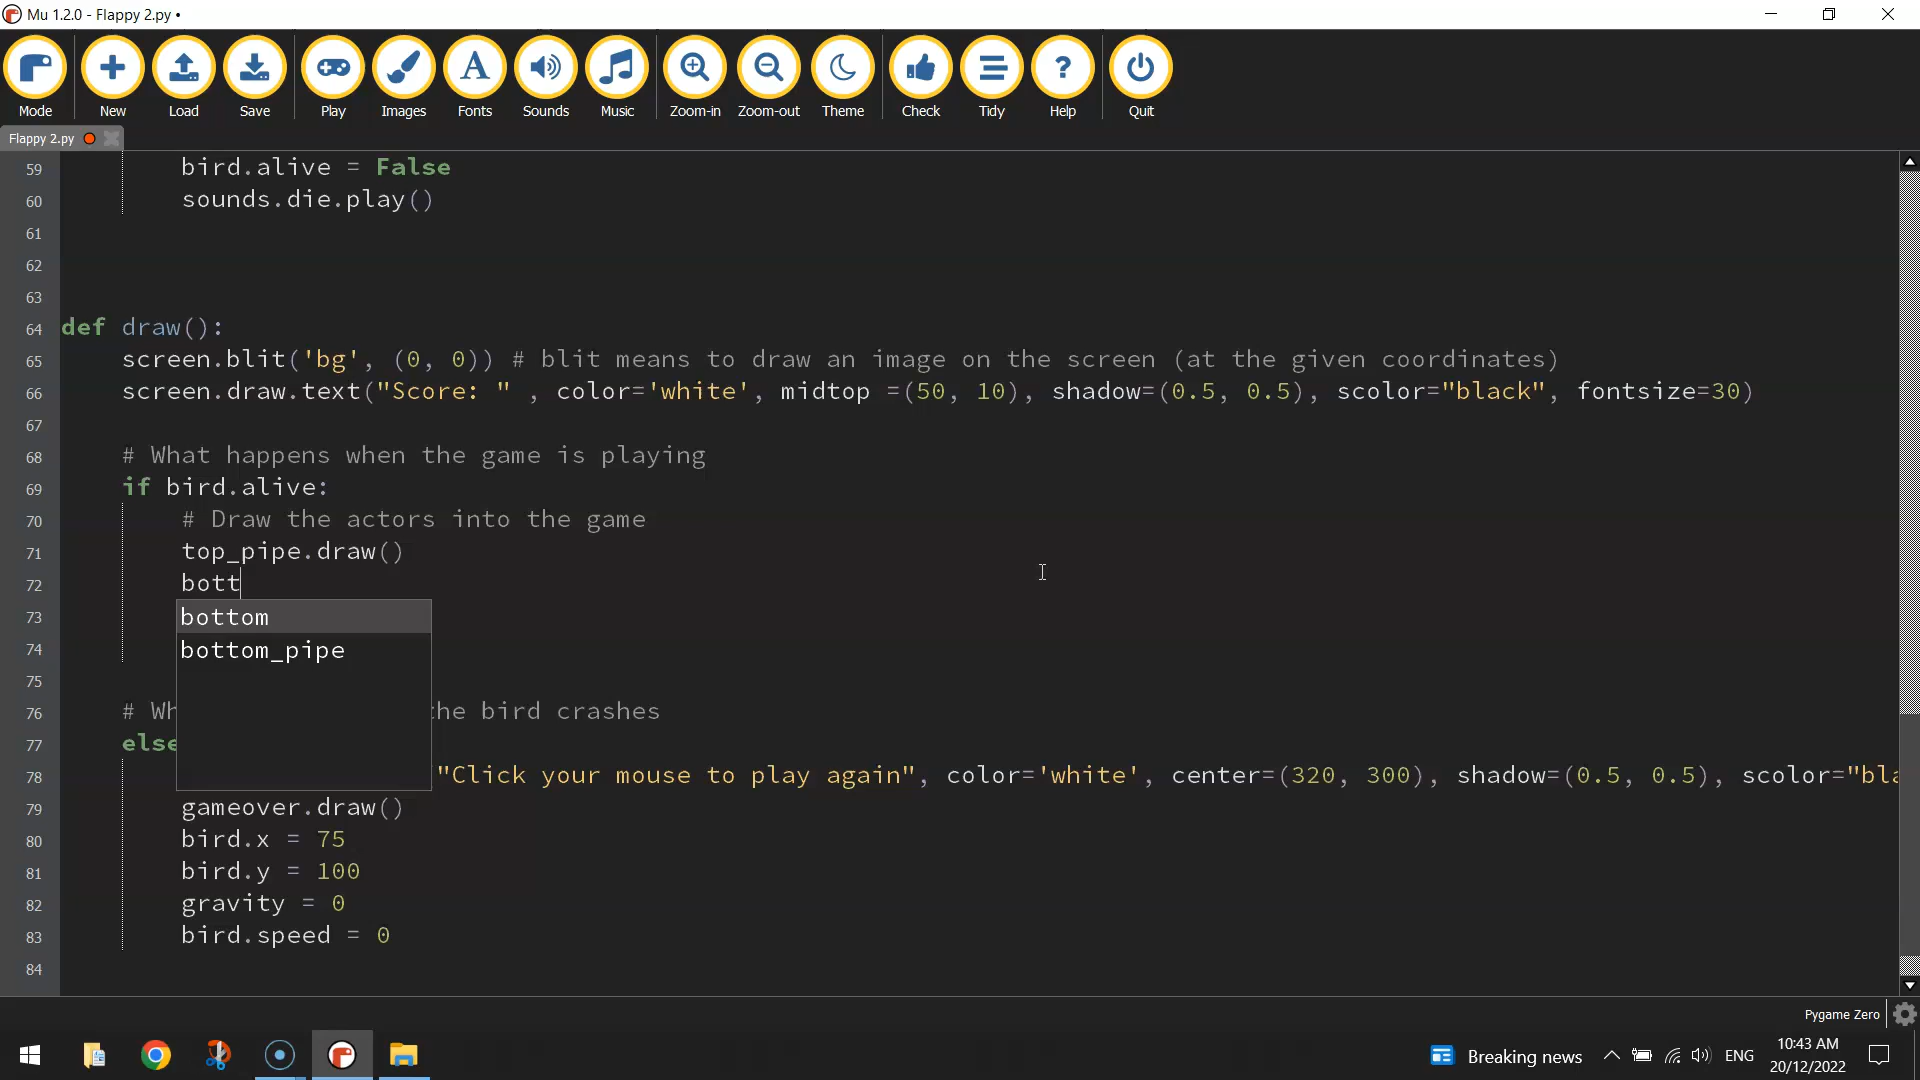 Mu 1.2.0 - Flappy 2.py •
Mode New Load Save Play Images Fonts Sounds Music Zoom-in Zoom-out Theme Check Tidy Help Quit
Flappy 2.py
59 bird.alive = False
60 sounds.die.play()
61
62
63
64 def draw():
65 screen.blit('bg', (0, 0)) # blit means to draw an image on the screen (at the given coordinates)
66 screen.draw.text("Score: " , color='white', midtop =(50, 10), shadow=(0.5, 0.5), scolor="black", fontsize=30)
67
68 # What happens when the game is playing
69 if bird.alive:
70 # Draw the actors into the game
71 top_pipe.draw()
72 bott
73 bottom
74 bottom_pipe
75
76 # Wh he bird crashes
77 else
78 "Click your mouse to play again", color='white', center=(320, 300), shadow=(0.5, 0.5), scolor="bla
79 gameover.draw()
80 bird.x = 75
81 bird.y = 100
82 gravity = 0
83 bird.speed = 0
84
Pygame Zero
Breaking news ENG 10:43 AM
20/12/2022